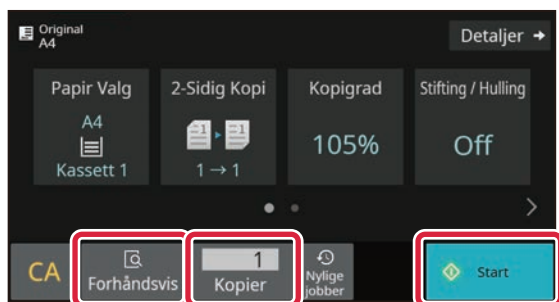 Original
A4
Detaljer
Papir Valg
A4
Kassett 1
2-Sidig Kopi
1 → 1
Kopigrad
105%
Stifting / Hulling
Off
CA
Forhåndsvis
1
Kopier
Nylige
jobber
Start